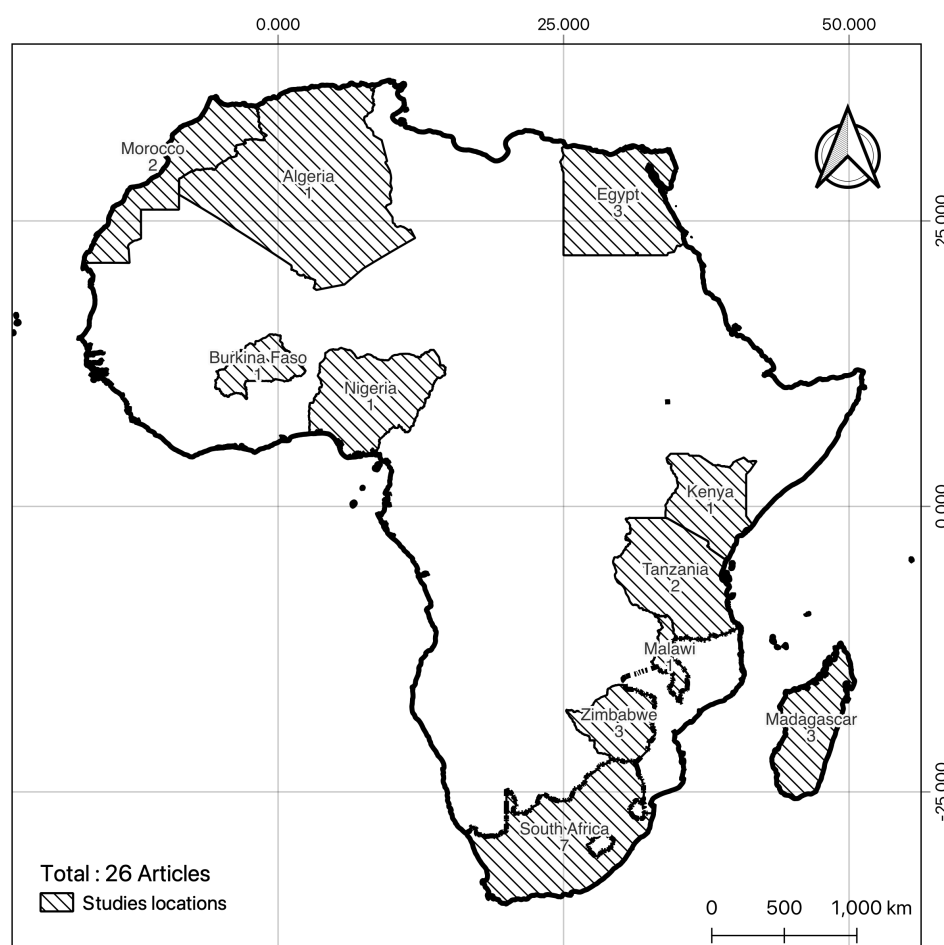 0.000 25.000 50.000
Morocco
2
Algeria
1
Egypt
3
25.000
Burkina Faso
1
Nigeria
1
Kenya
1
0.000
Tanzania
2
Malawi
1
Zimbabwe
3
Madagascar
3
-25.000
South Africa
7
Total : 26 Articles
Studies locations
0 500 1,000 km